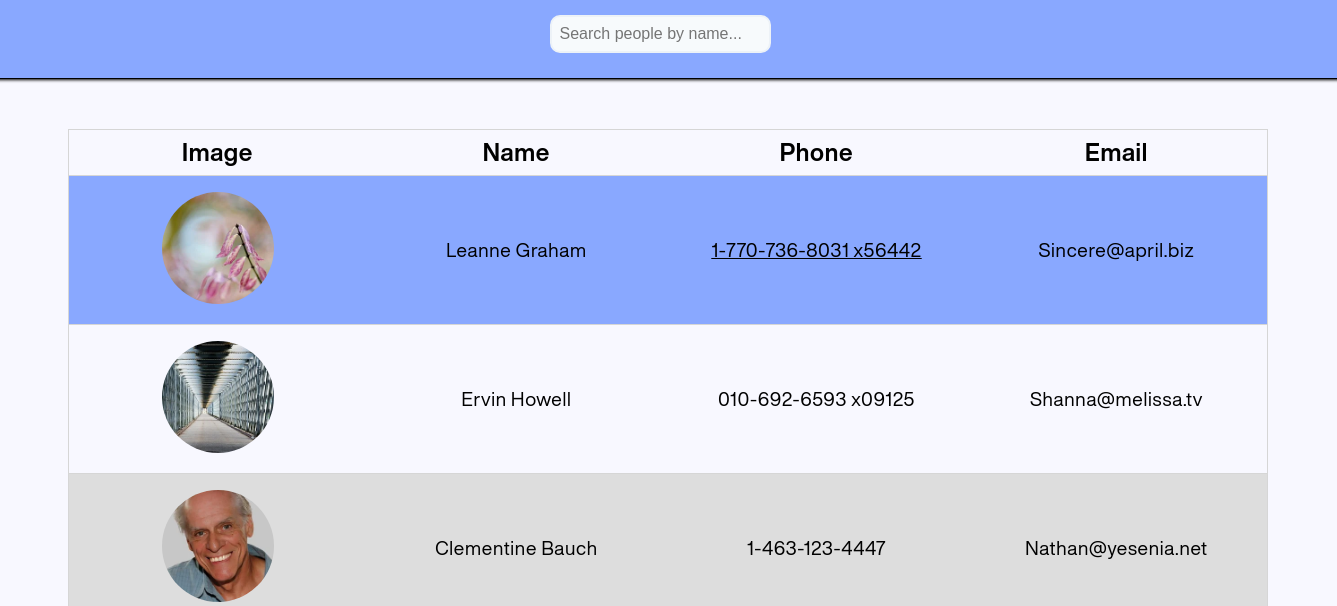 Search people by name...
Image Name Phone Email
Leanne Graham 1-770-736-8031 x56442 Sincere@april.biz
Ervin Howell 010-692-6593 x09125 Shanna@melissa.tv
Clementine Bauch 1-463-123-4447 Nathan@yesenia.net